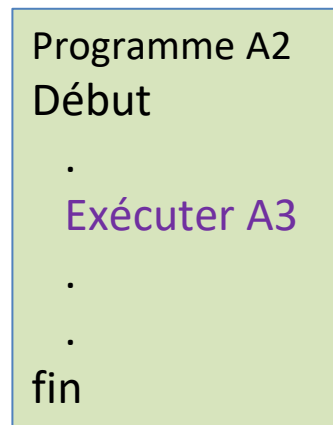 Programme A2
Début
.
Exécuter A3
.
.
fin